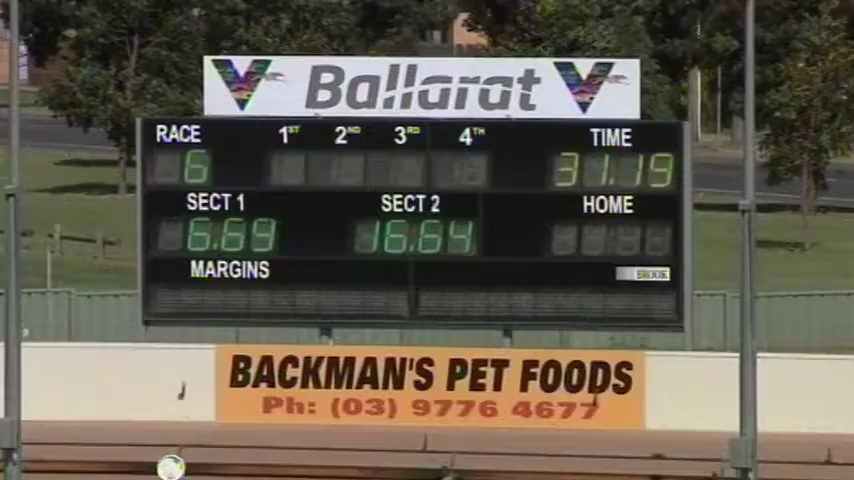 Ballarat
RACE 1ST 2ND 3RD 4TH TIME
6 31.19
SECT 1 SECT 2 HOME
6.69 16.64
MARGINS
BACKMAN'S PET FOODS
Ph: (03) 9776 4677